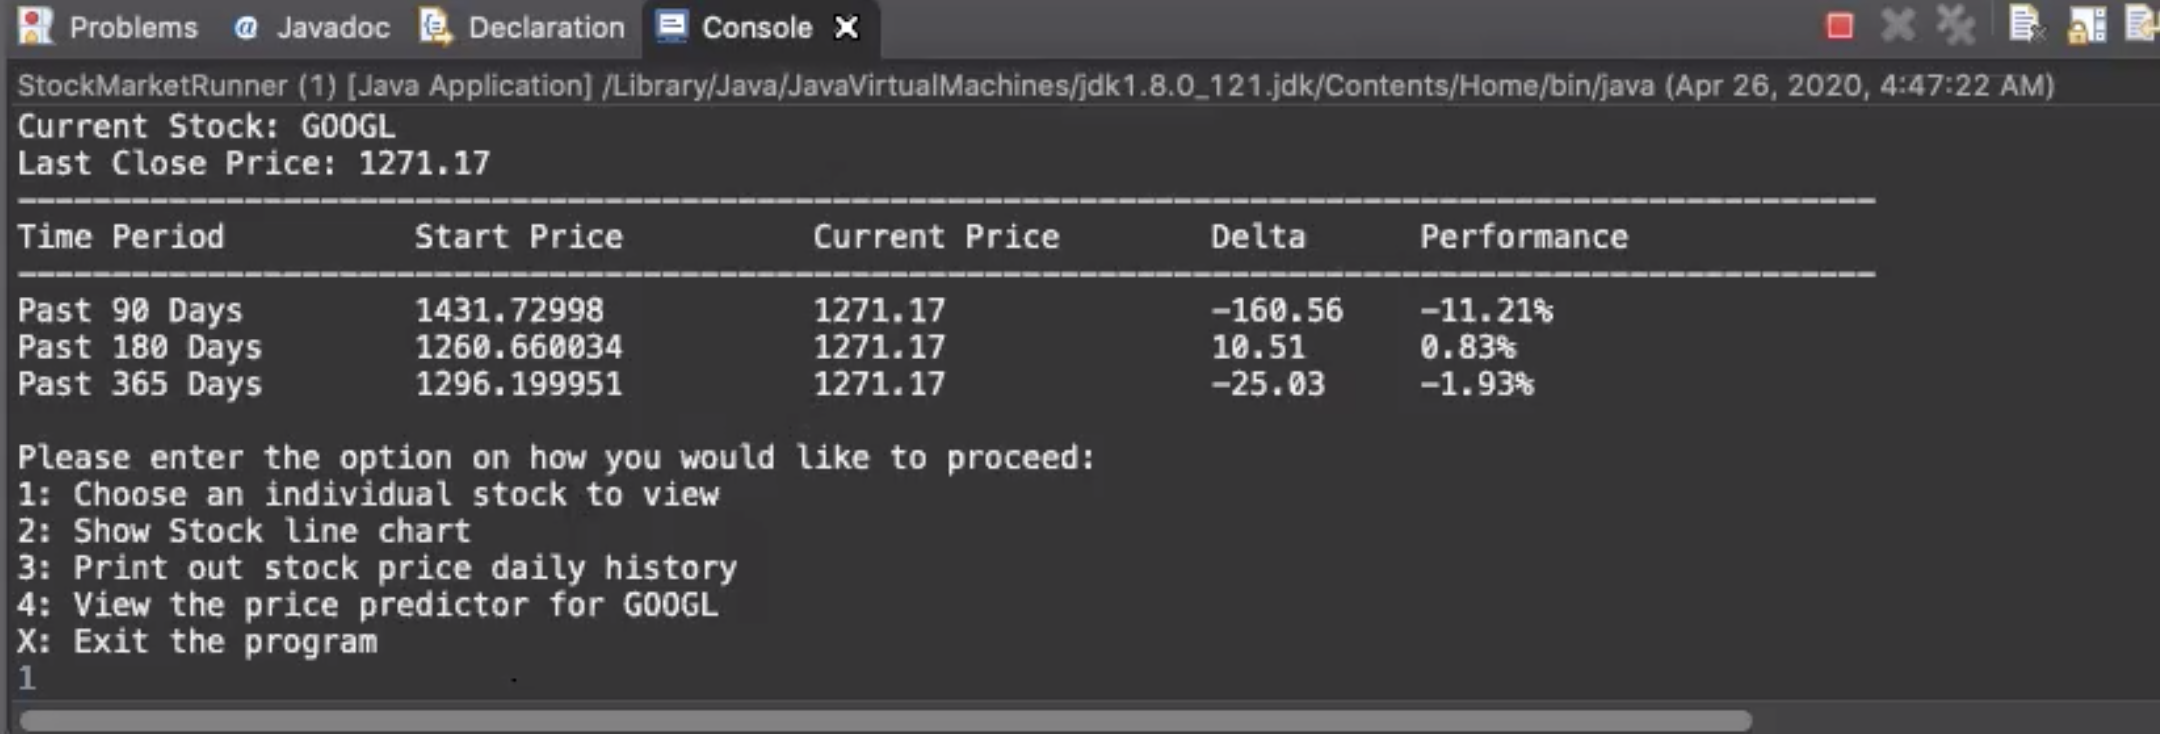 Problems @ Javadoc Declaration Console
StockMarketRunner (1) [Java Application] /Library/Java/JavaVirtualMachines/jdk1.8.0_121.jdk/Contents/Home/bin/java (Apr 26, 2020, 4:47:22 AM)
Current Stock: GOOGL
Last Close Price: 1271.17
----------------------------------------------------------------------------------------------------
Time Period Start Price Current Price Delta Performance
----------------------------------------------------------------------------------------------------
Past 90 Days 1431.72998 1271.17 -160.56 -11.21%
Past 180 Days 1260.660034 1271.17 10.51 0.83%
Past 365 Days 1296.199951 1271.17 -25.03 -1.93%
Please enter the option on how you would like to proceed:
1: Choose an individual stock to view
2: Show Stock line chart
3: Print out stock price daily history
4: View the price predictor for GOOGL
X: Exit the program
1